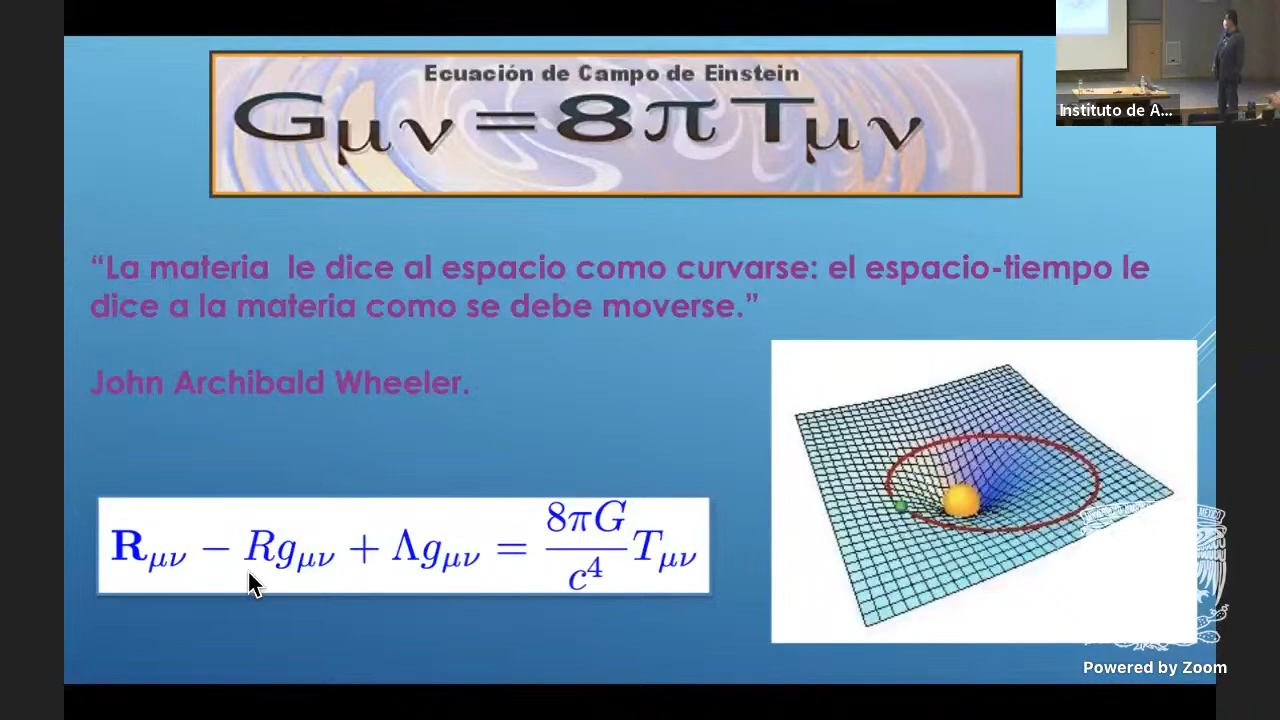 Ecuación de Campo de Einstein
Gμν=8πTμν
Instituto de A...
“La materia le dice al espacio como curvarse: el espacio-tiempo le
dice a la materia como se debe moverse.”
John Archibald Wheeler.
Rμν − Rgμν + Λgμν = 8πG/c⁴ Tμν
Powered by Zoom